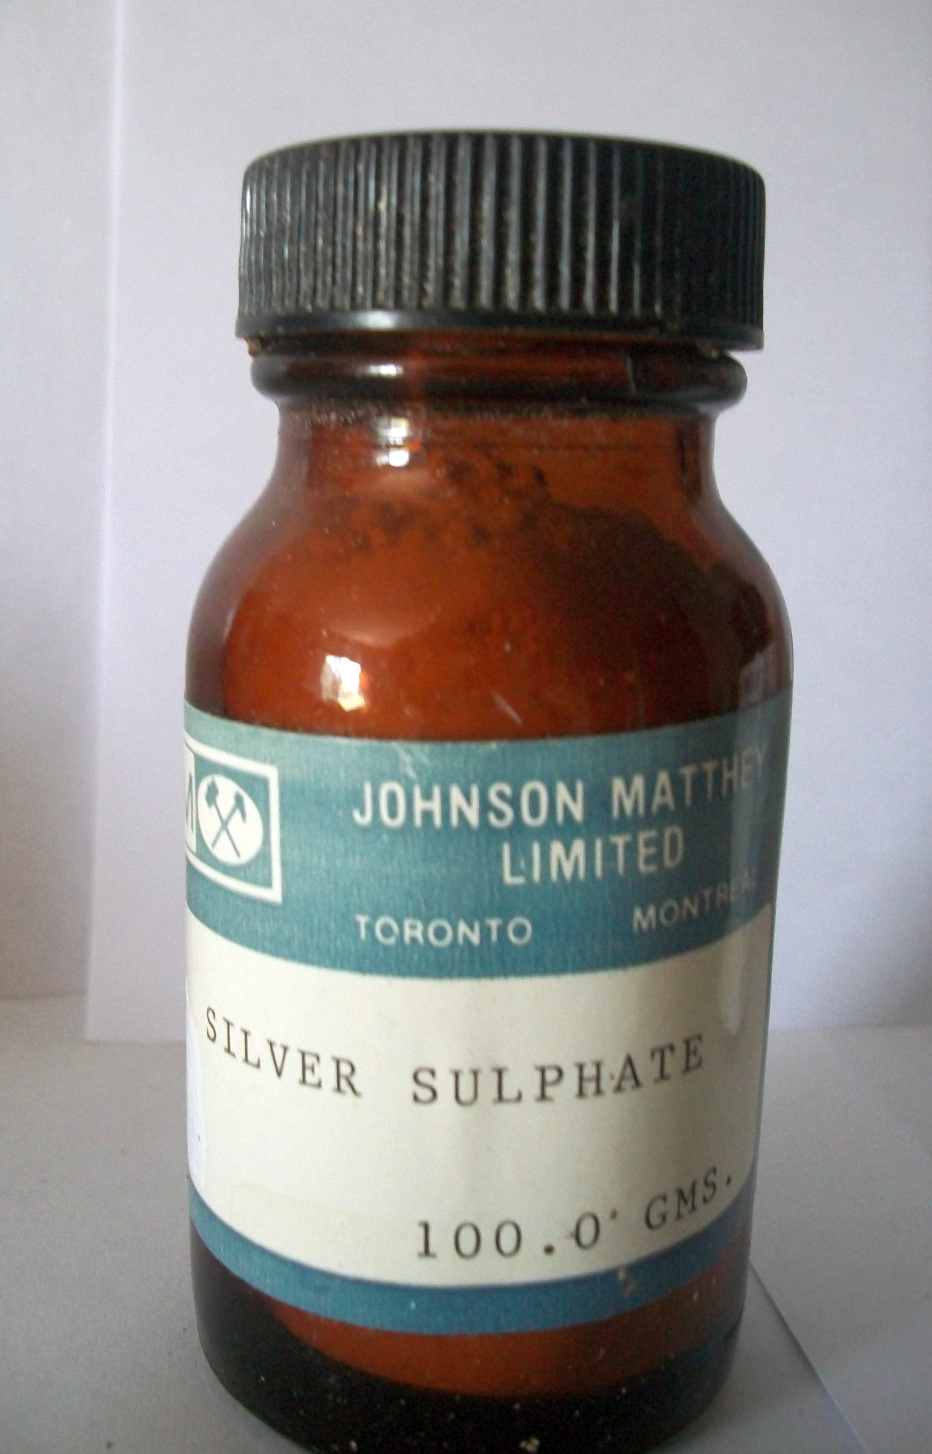 M
JOHNSON MATTHEY
LIMITED
TORONTO MONTREAL
SILVER SULPHATE
100.0 GMS.